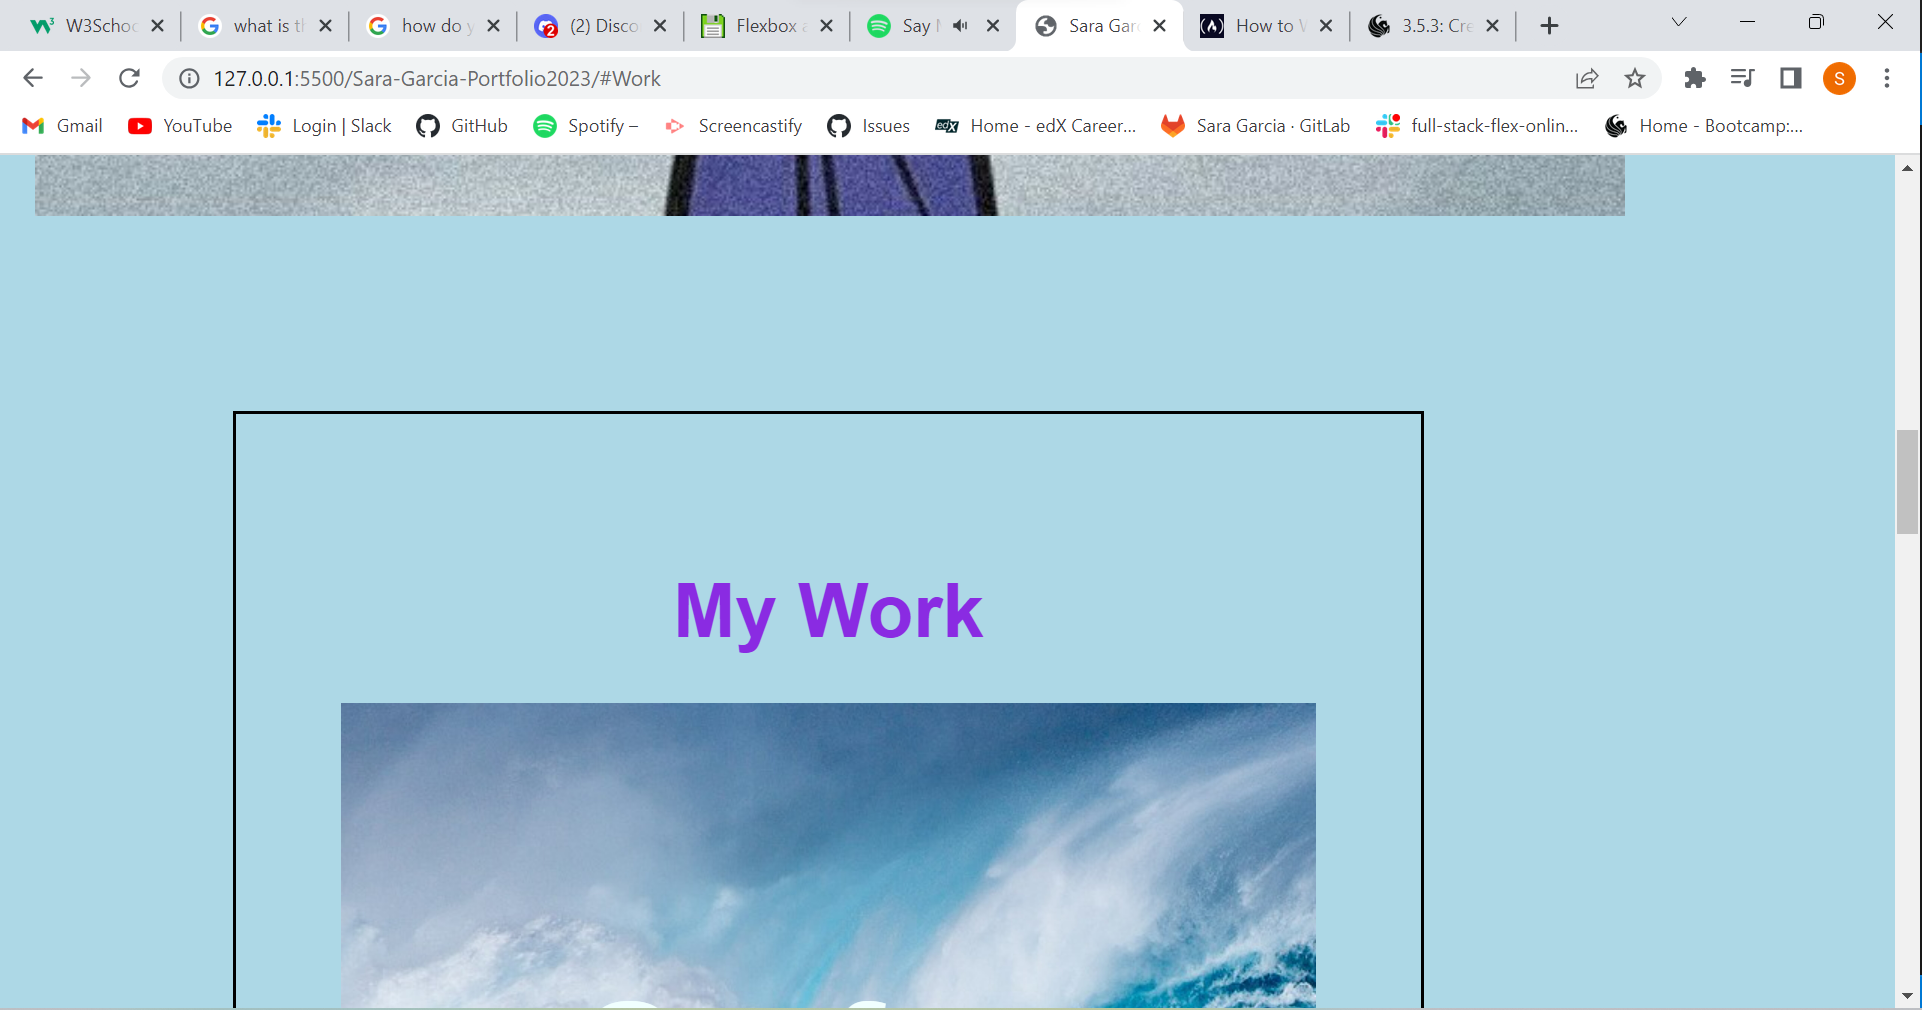 W3Schoo what is th how do y (2) Disco Flexbox a Say N Sara Gar How to W 3.5.3: Cre
127.0.0.1:5500/Sara-Garcia-Portfolio2023/#Work S
Gmail YouTube Login | Slack GitHub Spotify – Screencastify Issues edX Home - edX Career... Sara Garcia · GitLab full-stack-flex-onlin... Home - Bootcamp:...
My Work